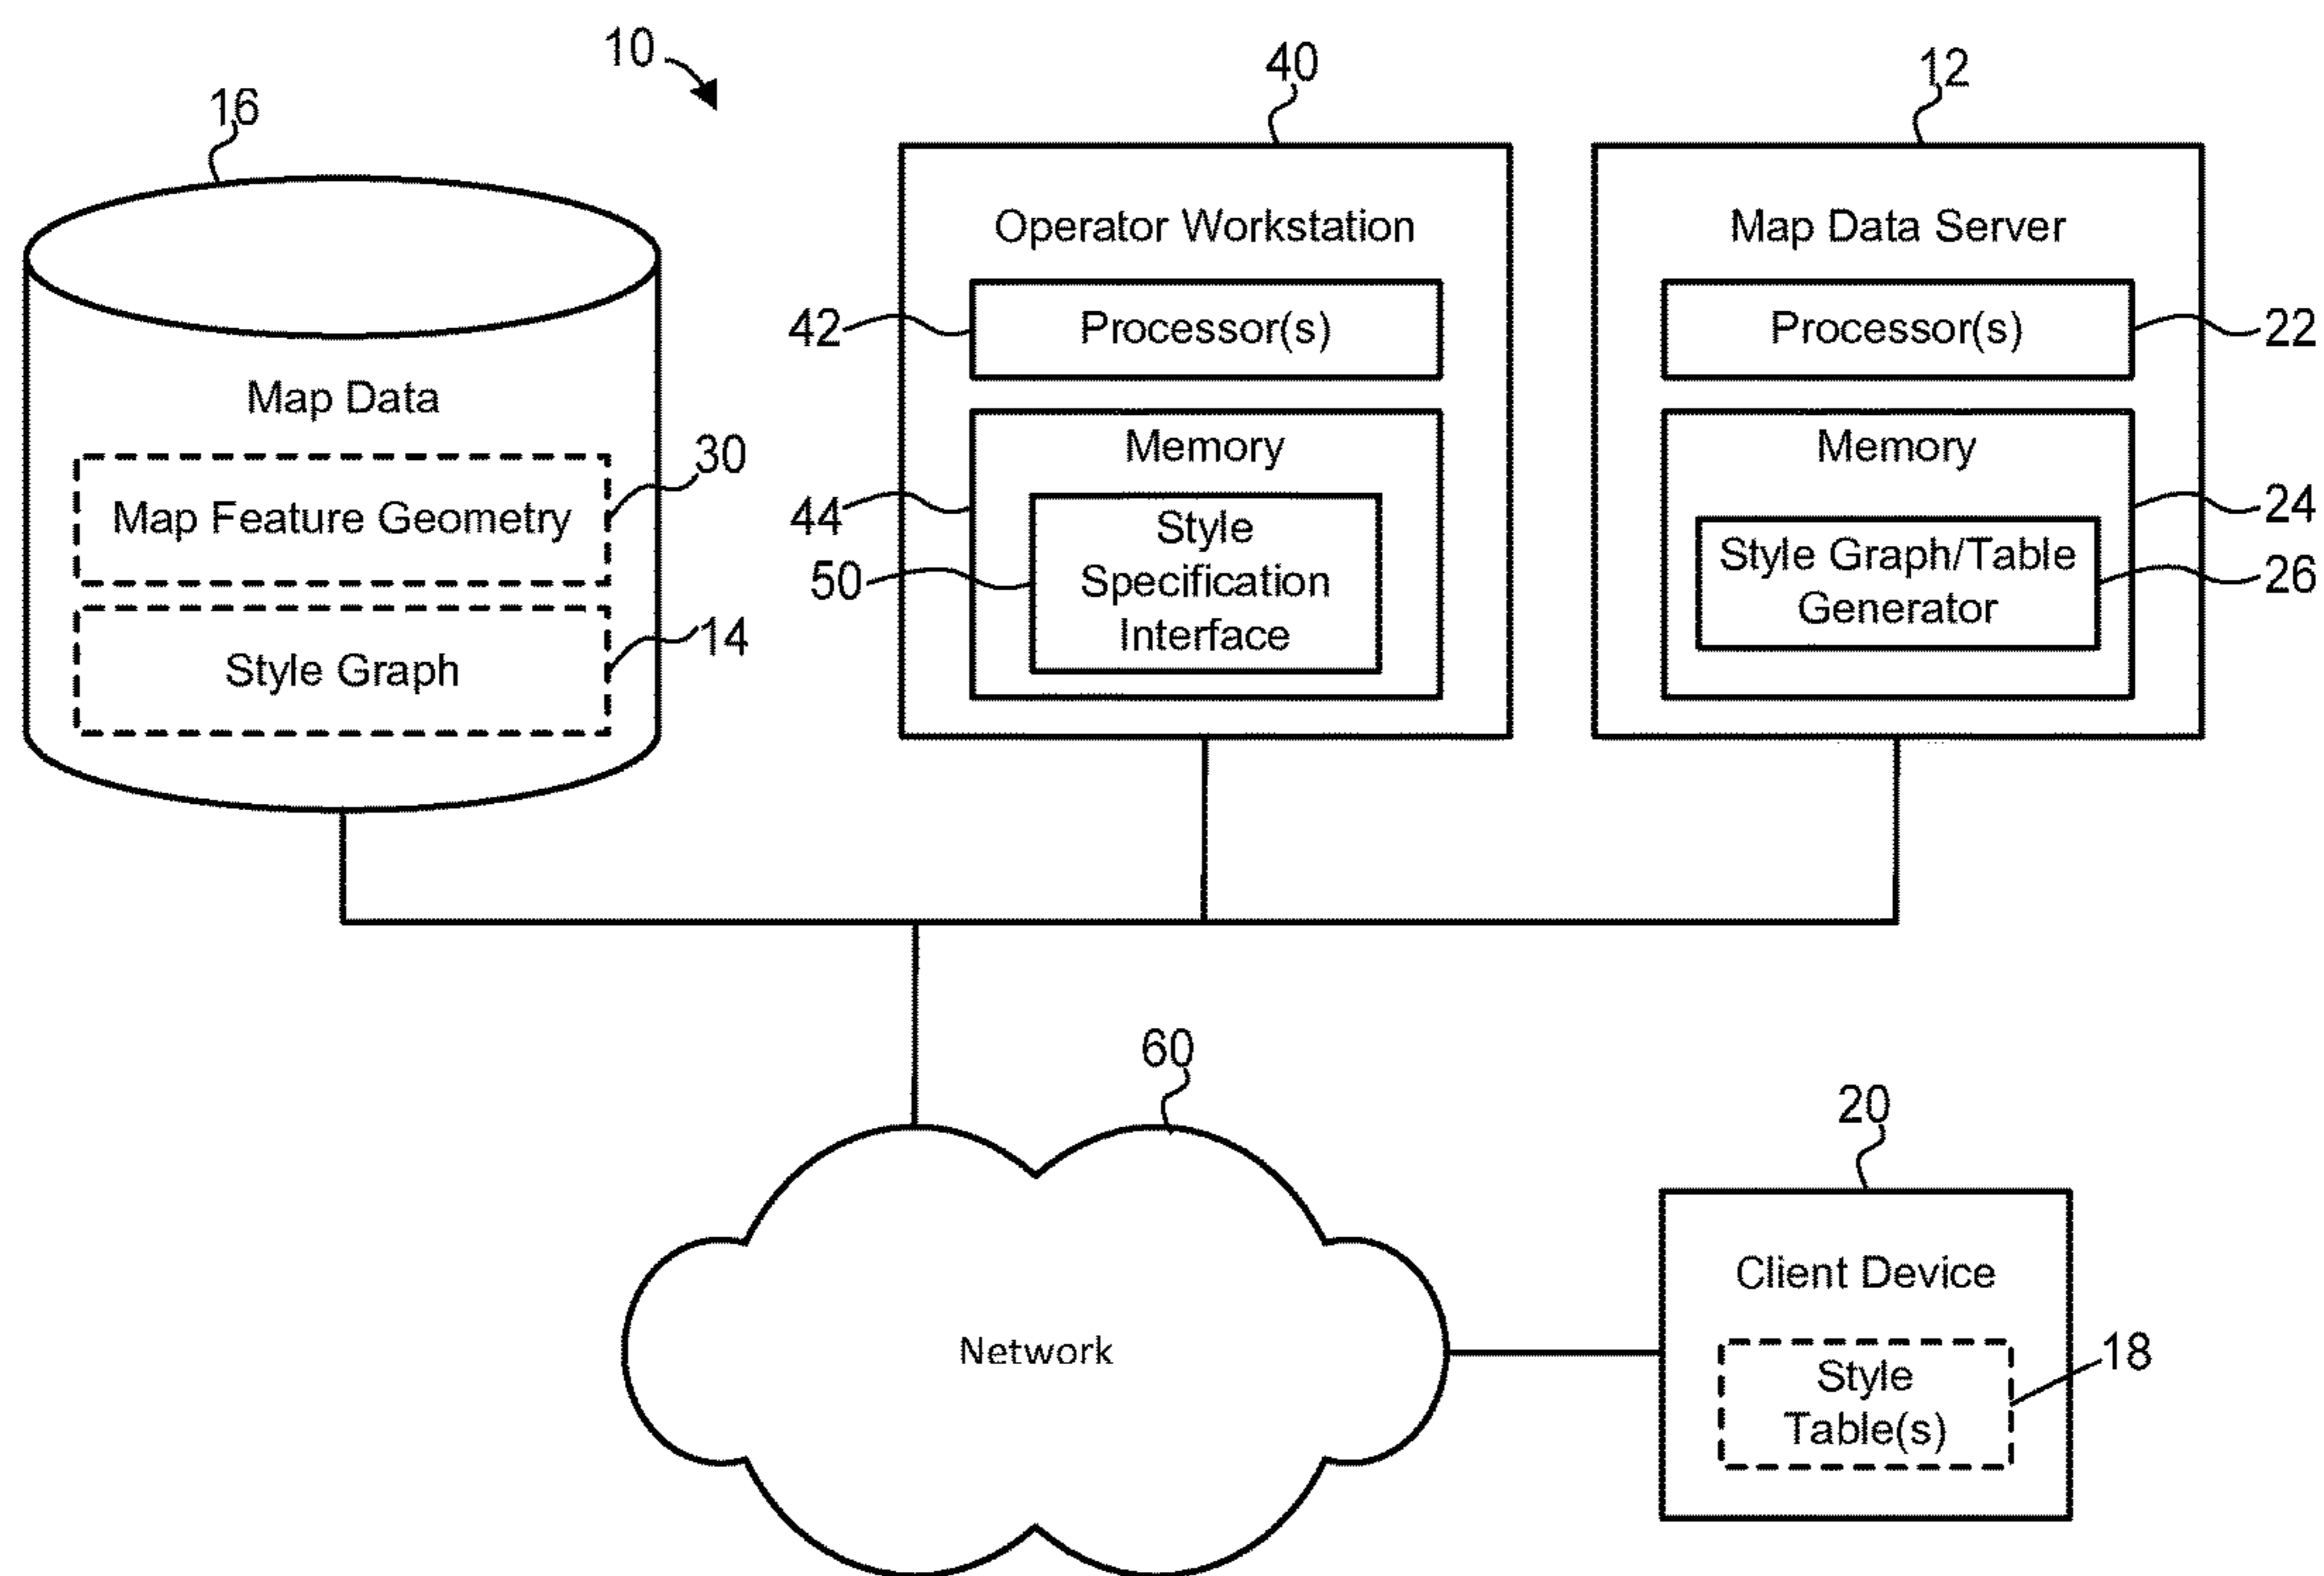 10
16
40
12
Operator Workstation
Map Data Server
42
Processor(s)
Processor(s)
22
Map Data
30
Map Feature Geometry
14
Style Graph
Memory
44
50
Style
Specification
Interface
Memory
24
Style Graph/Table
Generator
26
60
Network
20
Client Device
Style
Table(s)
18